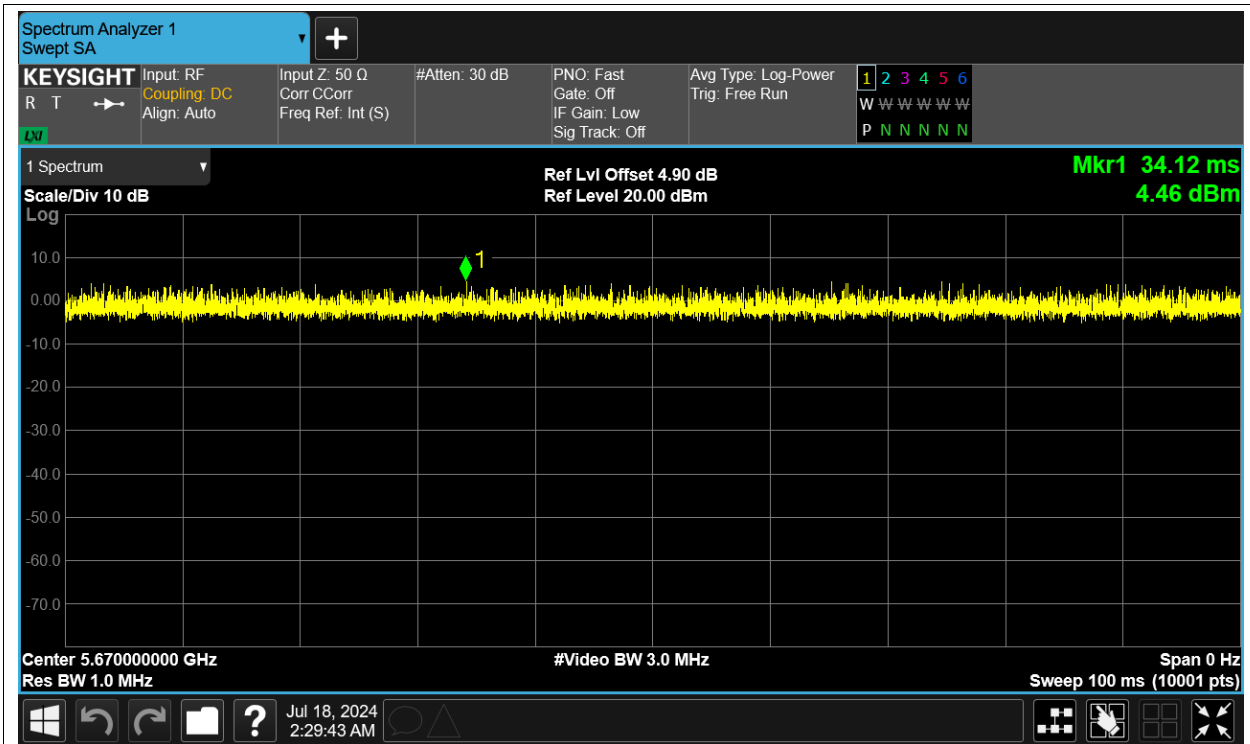 Spectrum Analyzer 1
Swept SA
KEYSIGHT
R T
LXI
Input: RF
Coupling: DC
Align: Auto
Input Z: 50 Ω
Corr CCorr
Freq Ref: Int (S)
#Atten: 30 dB
PNO: Fast
Gate: Off
IF Gain: Low
Sig Track: Off
Avg Type: Log-Power
Trig: Free Run
1 2 3 4 5 6
W W W W W W
P N N N N N
1 Spectrum
Scale/Div 10 dB
Log
Ref Lvl Offset 4.90 dB
Ref Level 20.00 dBm
Mkr1 34.12 ms
4.46 dBm
1
10.0
0.00
-10.0
-20.0
-30.0
-40.0
-50.0
-60.0
-70.0
Center 5.670000000 GHz
Res BW 1.0 MHz
#Video BW 3.0 MHz
Span 0 Hz
Sweep 100 ms (10001 pts)
?
Jul 18, 2024
2:29:43 AM